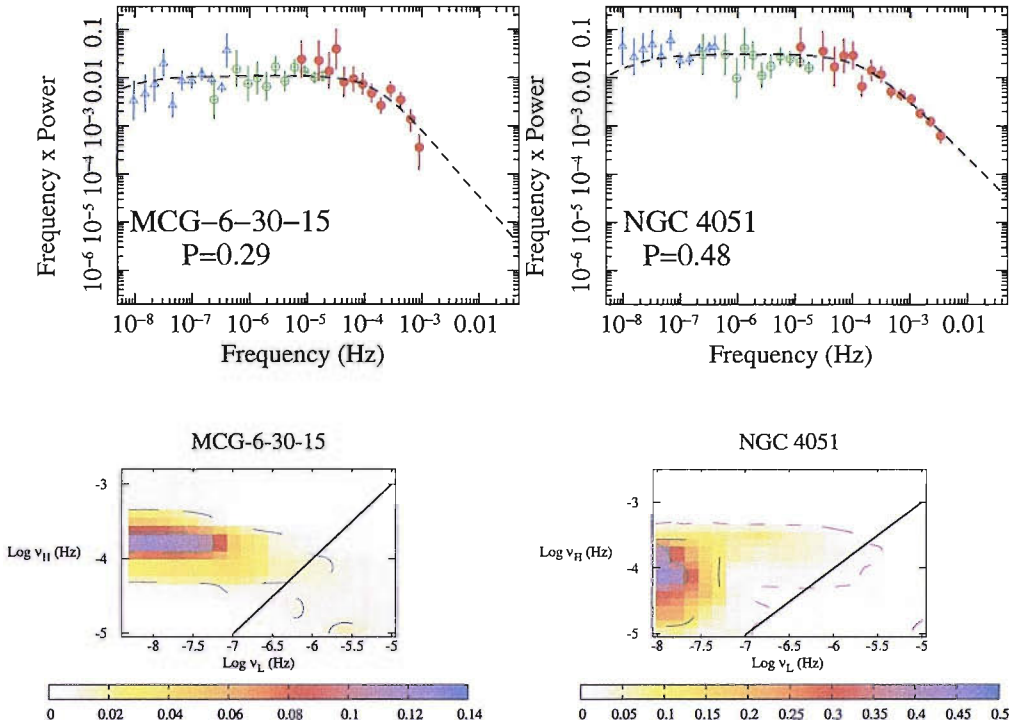 Frequency x Power
0.1
0.01
10⁻³
10⁻⁴
10⁻⁵
10⁻⁶
MCG–6–30–15
P=0.29
10⁻⁸ 10⁻⁷ 10⁻⁶ 10⁻⁵ 10⁻⁴ 10⁻³ 0.01
Frequency (Hz)
Frequency x Power
0.1
0.01
10⁻³
10⁻⁴
10⁻⁵
10⁻⁶
NGC 4051
P=0.48
10⁻⁸ 10⁻⁷ 10⁻⁶ 10⁻⁵ 10⁻⁴ 10⁻³ 0.01
Frequency (Hz)
MCG-6-30-15
-3
Log ν_H (Hz) -4
-5
-8 -7.5 -7 -6.5 -6 -5.5 -5
Log ν_L (Hz)
0 0.02 0.04 0.06 0.08 0.1 0.12 0.14
NGC 4051
-3
Log ν_H (Hz) -4
-5
-8 -7.5 -7 -6.5 -6 -5.5 -5
Log ν_L (Hz)
0 0.05 0.1 0.15 0.2 0.25 0.3 0.35 0.4 0.45 0.5